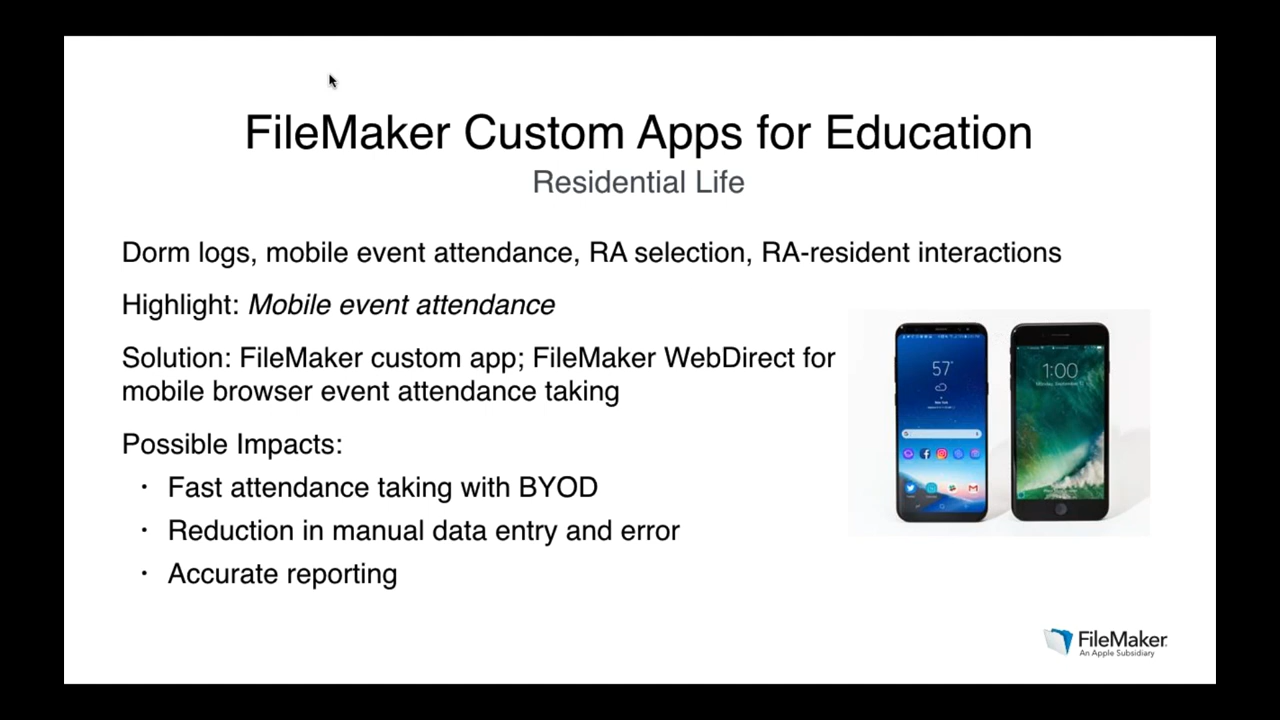 FileMaker Custom Apps for Education
Residential Life
Dorm logs, mobile event attendance, RA selection, RA-resident interactions
Highlight: Mobile event attendance
Solution: FileMaker custom app; FileMaker WebDirect for
mobile browser event attendance taking
Possible Impacts:
· Fast attendance taking with BYOD
· Reduction in manual data entry and error
· Accurate reporting
57°
1:00
FileMaker
An Apple Subsidiary